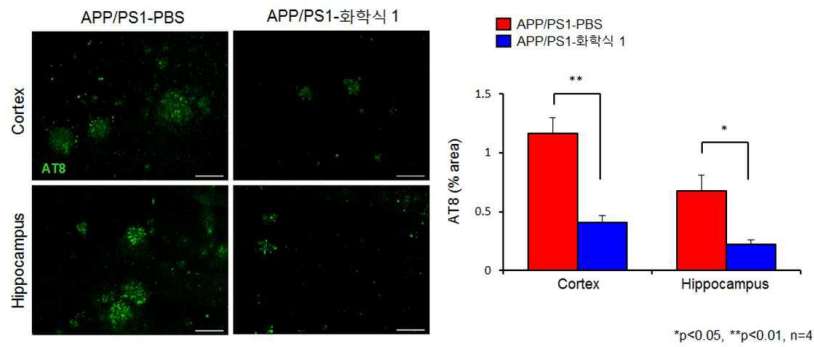 APP/PS1-PBS
APP/PS1-화학식 1
Cortex
AT8
Hippocampus
APP/PS1-PBS
APP/PS1-화학식 1
AT8 (% area)
1.5
1
0.5
0
**
*
Cortex
Hippocampus
*p<0.05, **p<0.01, n=4